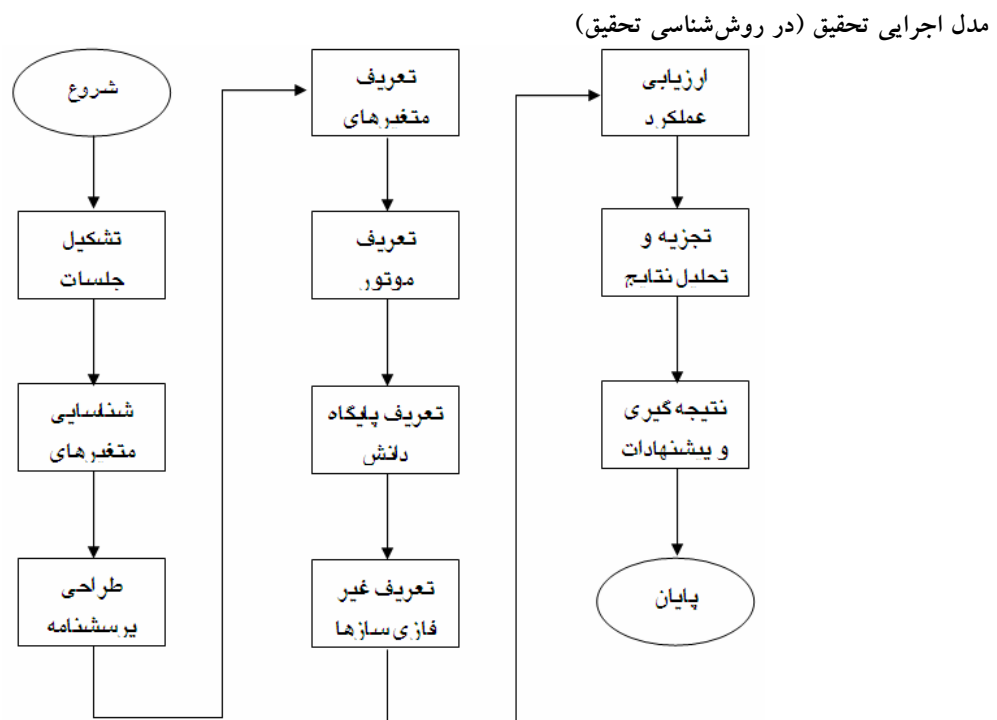 مدل اجرایی تحقیق (در روش‌شناسی تحقیق)
شروع
تشکیل
جلسات
شناسایی
متغیرهای
طراحی
پرسشنامه
تعریف
متغیرهای
تعریف
موتور
تعریف پایگاه
دانش
تعریف غیر
فازی سازها
ارزیابی
عملکرد
تجزیه و
تحلیل نتایج
نتیجه گیری
و پیشنهادات
پایان